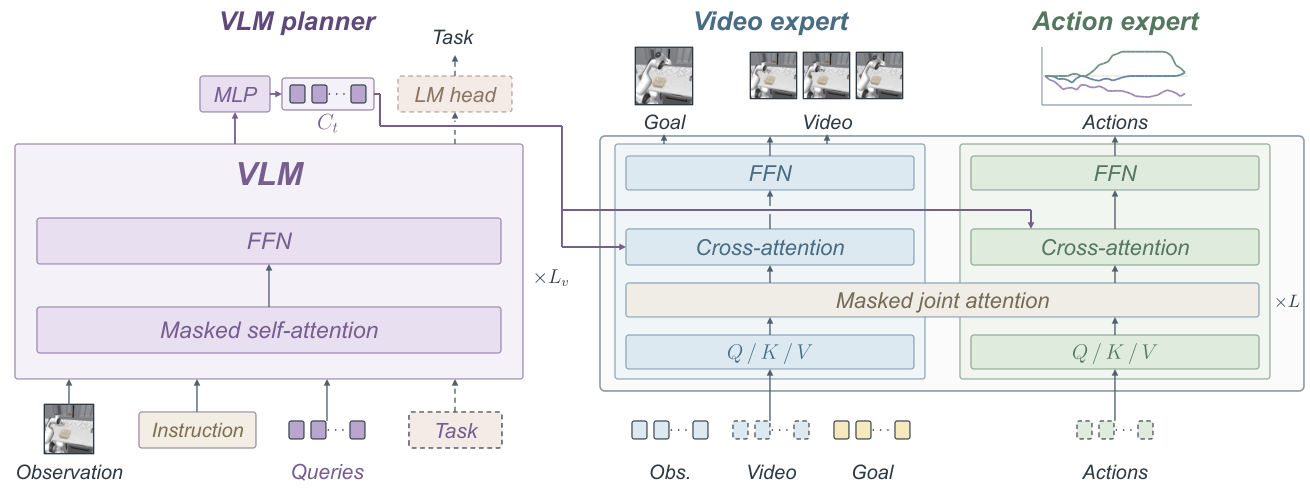 VLM planner
Video expert
Action expert
Task
MLP
C_t
LM head
Goal
Video
Actions
VLM
FFN
Masked self-attention
×L_v
FFN
FFN
Cross-attention
Cross-attention
Masked joint attention
×L
Q / K / V
Q / K / V
Instruction
Task
Observation
Queries
Obs.
Video
Goal
Actions